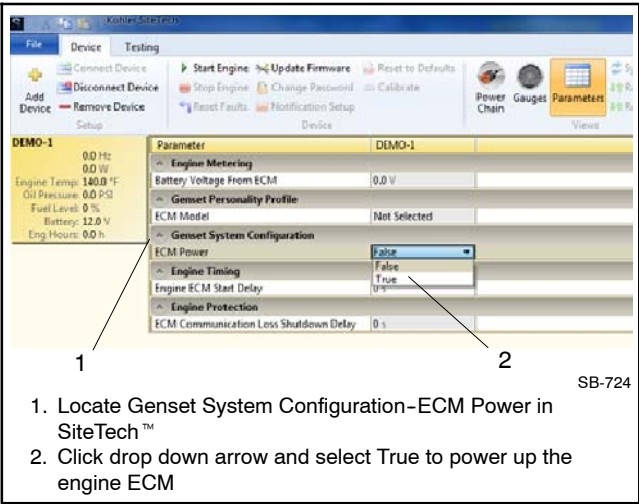 Kohler SiteTech
File Device Testing
Add Device
Connect Device
Disconnect Device
Remove Device
Setup
Start Engine
Stop Engine
Reset Faults
Update Firmware
Change Password
Notification Setup
Reset to Defaults
Calibrate
Device
Power Chain
Gauges
Parameters
Views
DEMO-1
0.0 Hz
0.0 W
Engine Temp: 140.0 °F
Oil Pressure: 0.0 PSI
Fuel Level: 0 %
Battery: 12.0 V
Eng Hours: 0.0 h
Parameter DEMO-1
Engine Metering
Battery Voltage From ECM 0.0 V
Genset Personality Profile
ECM Model Not Selected
Genset System Configuration
ECM Power False
False
True
Engine Timing
Engine ECM Start Delay 0 s
Engine Protection
ECM Communication Loss Shutdown Delay 0 s
1 2
SB-724
1. Locate Genset System Configuration-ECM Power in
SiteTech™
2. Click drop down arrow and select True to power up the
engine ECM